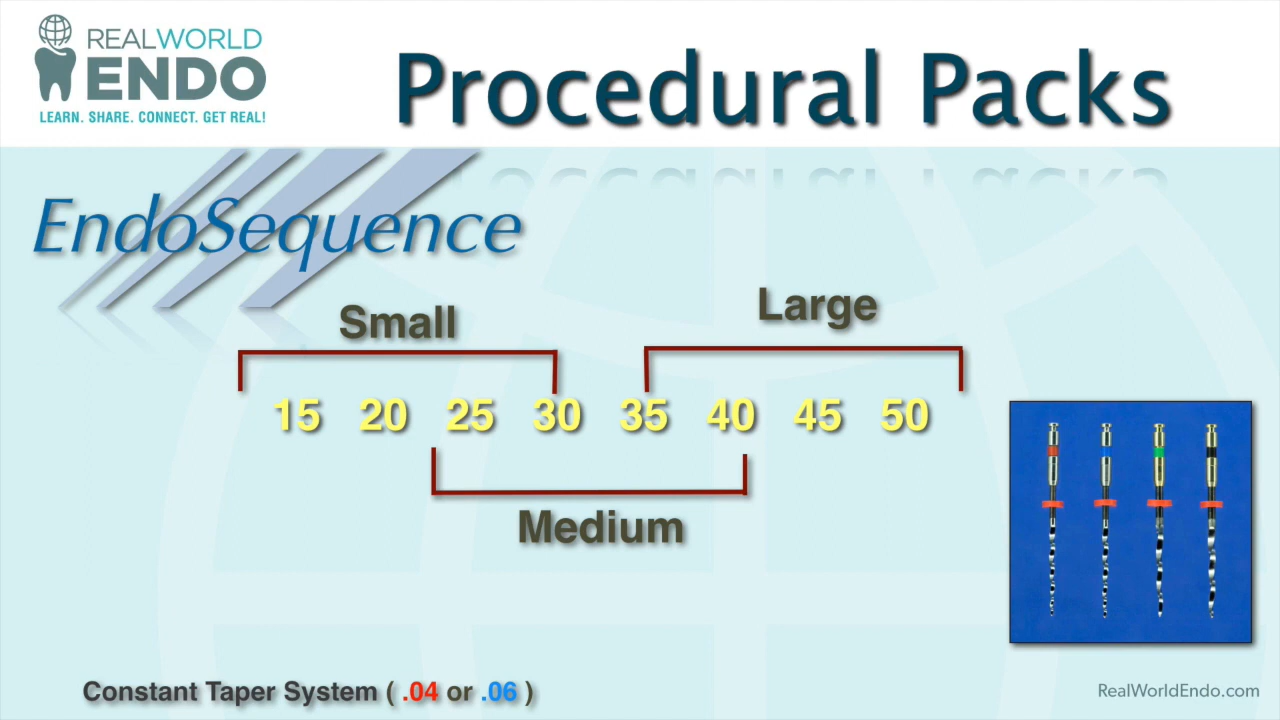 REALWORLD
ENDO
LEARN. SHARE. CONNECT. GET REAL!
Procedural Packs
EndoSequence
Small
Large
15 20 25 30 35 40 45 50
Medium
Constant Taper System ( .04 or .06 )
RealWorldEndo.com